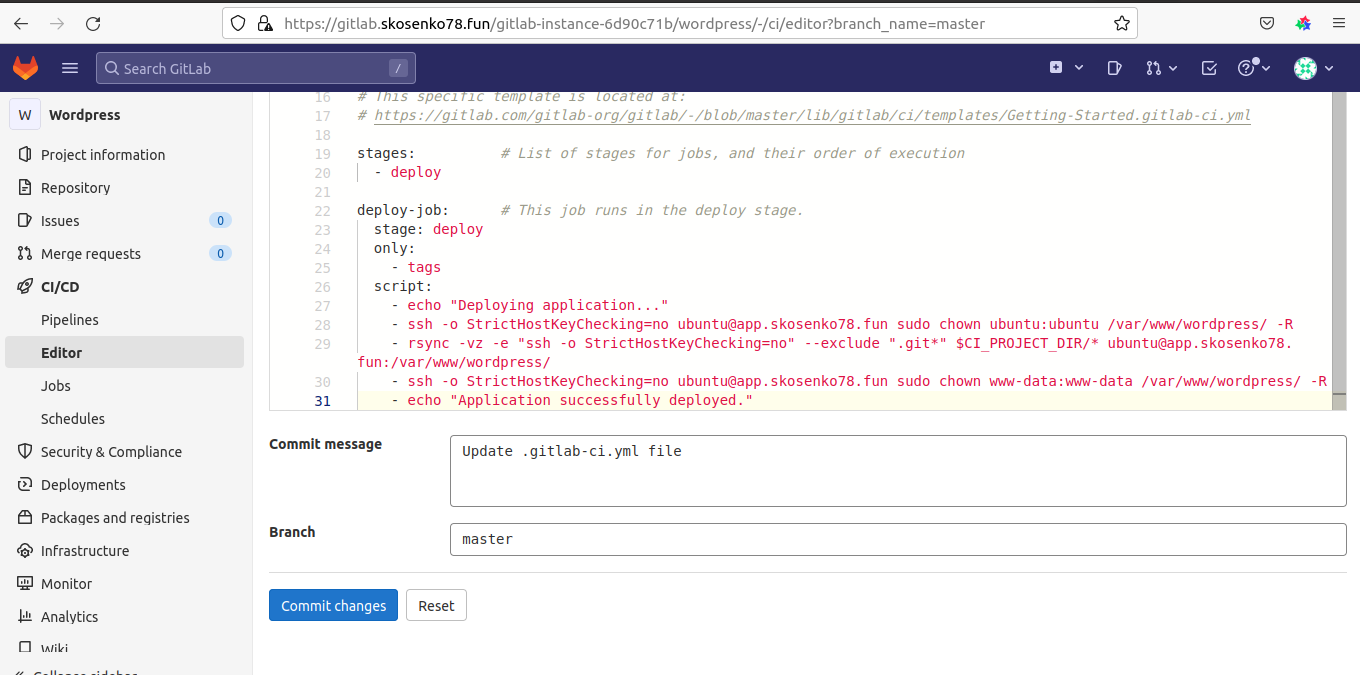 https://gitlab.skosenko78.fun/gitlab-instance-6d90c71b/wordpress/-/ci/editor?branch_name=master
Search GitLab /
W Wordpress
Project information
Repository
Issues 0
Merge requests 0
CI/CD
Pipelines
Editor
Jobs
Schedules
Security & Compliance
Deployments
Packages and registries
Infrastructure
Monitor
Analytics
Wiki
Collapse sidebar
16 # This specific template is located at:
17 # https://gitlab.com/gitlab-org/gitlab/-/blob/master/lib/gitlab/ci/templates/Getting-Started.gitlab-ci.yml
18
19 stages:          # List of stages for jobs, and their order of execution
20   - deploy
21
22 deploy-job:      # This job runs in the deploy stage.
23   stage: deploy
24   only:
25     - tags
26   script:
27     - echo "Deploying application..."
28     - ssh -o StrictHostKeyChecking=no ubuntu@app.skosenko78.fun sudo chown ubuntu:ubuntu /var/www/wordpress/ -R
29     - rsync -vz -e "ssh -o StrictHostKeyChecking=no" --exclude ".git*" $CI_PROJECT_DIR/* ubuntu@app.skosenko78.
fun:/var/www/wordpress/
30     - ssh -o StrictHostKeyChecking=no ubuntu@app.skosenko78.fun sudo chown www-data:www-data /var/www/wordpress/ -R
31     - echo "Application successfully deployed."
Commit message
Update .gitlab-ci.yml file
Branch
master
Commit changes Reset